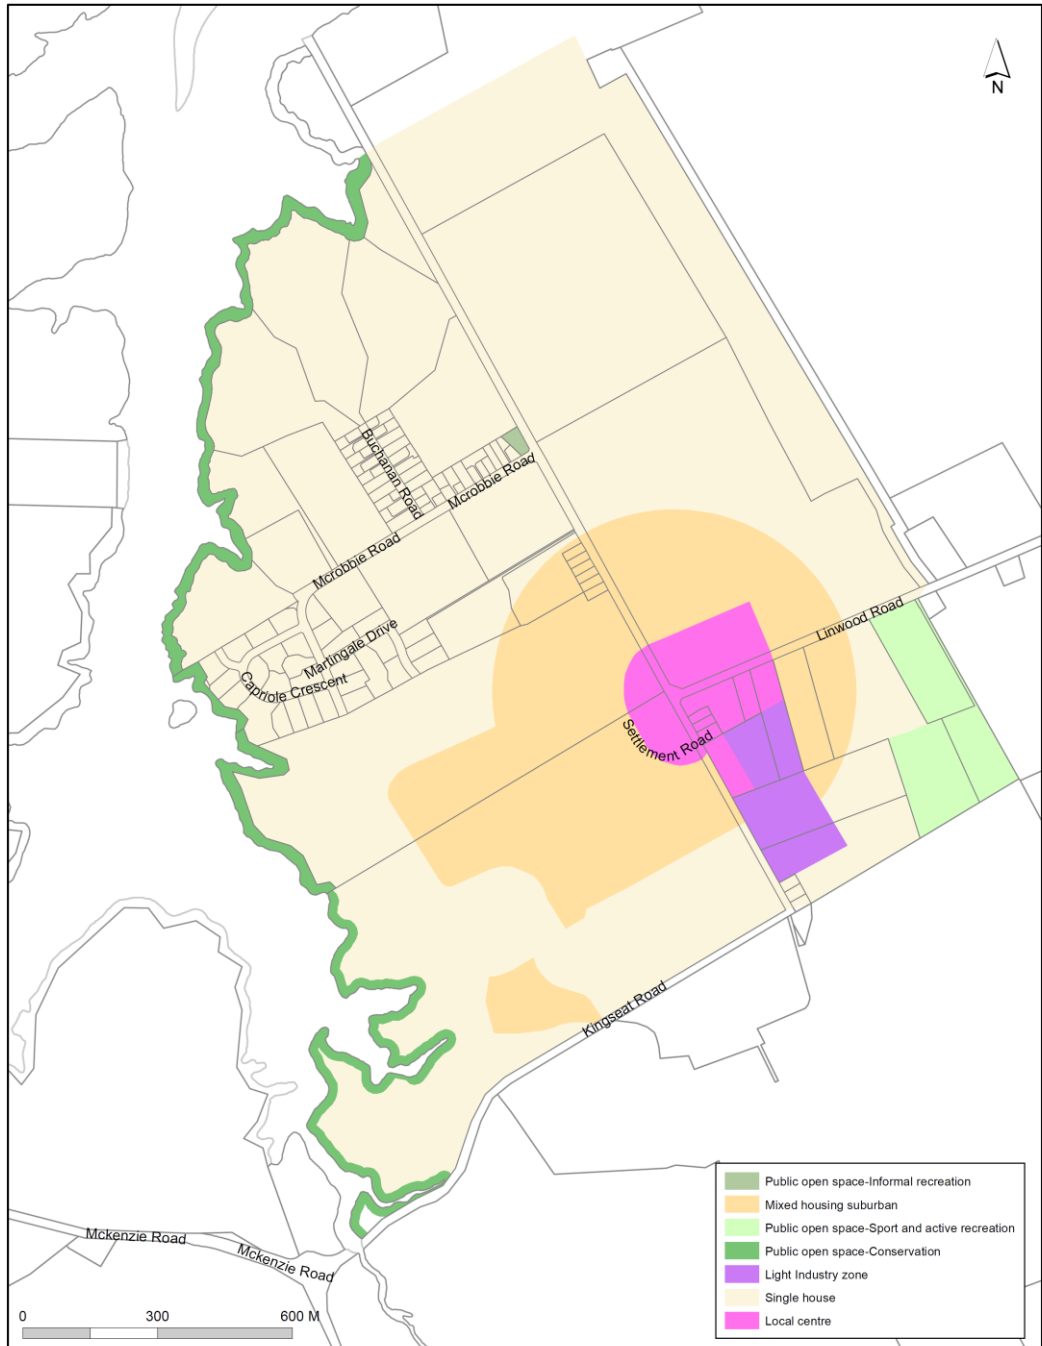 N
Buchanan Road
Mcrobbie Road
Mcrobbie Road
Linwood Road
Martingale Drive
Capriole Crescent
Settlement Road
Kingseat Road
Mckenzie Road
Mckenzie Road
0 300 600 M
Public open space-Informal recreation
Mixed housing suburban
Public open space-Sport and active recreation
Public open space-Conservation
Light Industry zone
Single house
Local centre